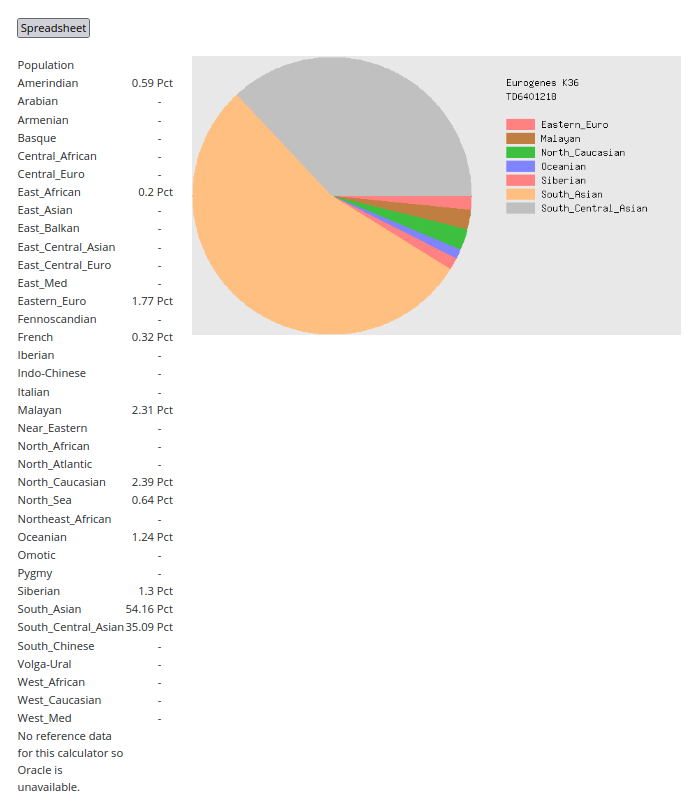 Spreadsheet
Population
Amerindian 0.59 Pct
Arabian -
Armenian -
Basque -
Central_African -
Central_Euro -
East_African 0.2 Pct
East_Asian -
East_Balkan -
East_Central_Asian -
East_Central_Euro -
East_Med -
Eastern_Euro 1.77 Pct
Fennoscandian -
French 0.32 Pct
Iberian -
Indo-Chinese -
Italian -
Malayan 2.31 Pct
Near_Eastern -
North_African -
North_Atlantic -
North_Caucasian 2.39 Pct
North_Sea 0.64 Pct
Northeast_African -
Oceanian 1.24 Pct
Omotic -
Pygmy -
Siberian 1.3 Pct
South_Asian 54.16 Pct
South_Central_Asian 35.09 Pct
South_Chinese -
Volga-Ural -
West_African -
West_Caucasian -
West_Med -
No reference data
for this calculator so
Oracle is
unavailable.
Eurogenes K36
TD6401218
Eastern_Euro
Malayan
North_Caucasian
Oceanian
Siberian
South_Asian
South_Central_Asian